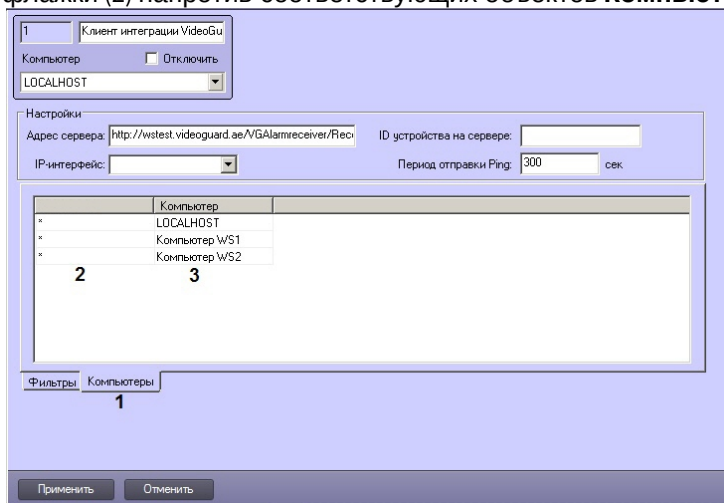 флажки (2) напротив соответствующих объектов Компьют
1 Клиент интеграции VideoGu
Компьютер Отключить
LOCALHOST
Настройки
Адрес сервера: http://wstest.videoguard.ae/VGAlarmreceiver/Reci ID устройства на сервере:
IP-интерфейс: Период отправки Ping: 300 сек
Компьютер
* LOCALHOST
* Компьютер WS1
* Компьютер WS2
2 3
Фильтры Компьютеры
1
Применить Отменить